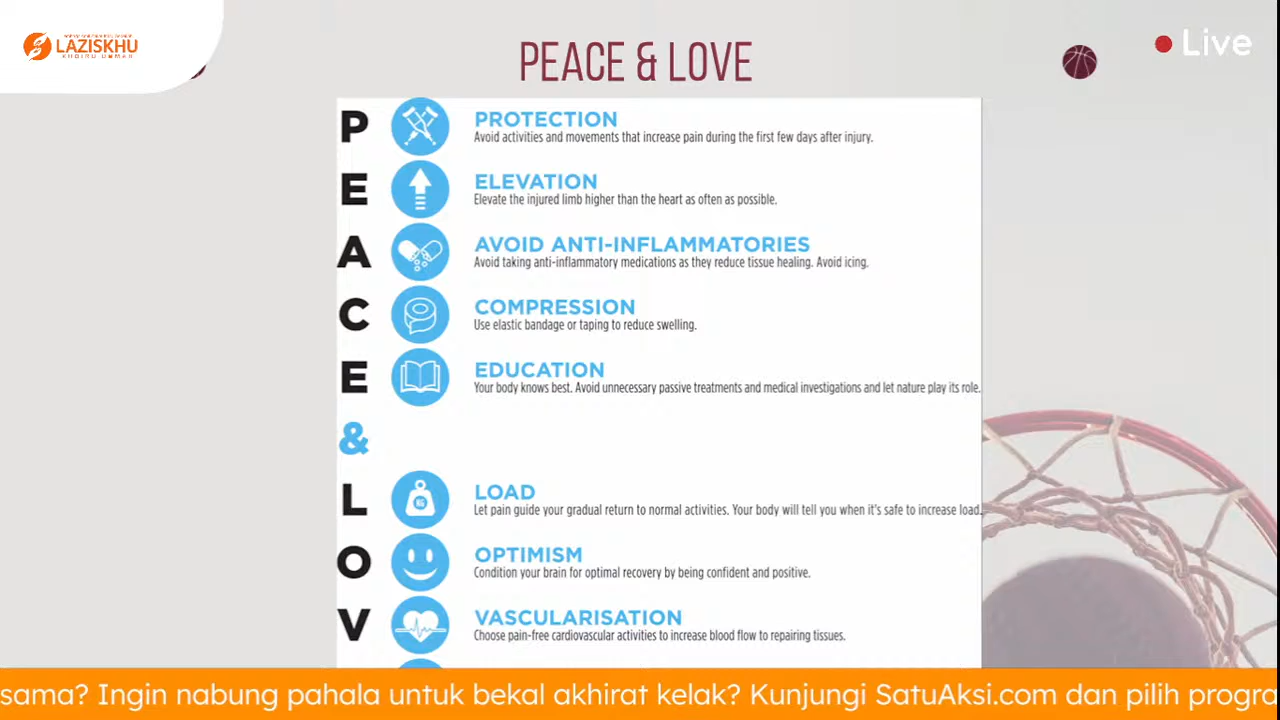 LAZISKHU
PEACE & LOVE
Live
P
PROTECTION
Avoid activities and movements that increase pain during the first few days after injury.
E
ELEVATION
Elevate the injured limb higher than the heart as often as possible.
A
AVOID ANTI-INFLAMMATORIES
Avoid taking anti-inflammatory medications as they reduce tissue healing. Avoid icing.
C
COMPRESSION
Use elastic bandage or taping to reduce swelling.
E
EDUCATION
Your body knows best. Avoid unnecessary passive treatments and medical investigations and let nature play its role.
&
L
KG
LOAD
Let pain guide your gradual return to normal activities. Your body will tell you when it's safe to increase load.
O
OPTIMISM
Condition your brain for optimal recovery by being confident and positive.
V
VASCULARISATION
Choose pain-free cardiovascular activities to increase blood flow to repairing tissues.
sama? Ingin nabung pahala untuk bekal akhirat kelak? Kunjungi SatuAksi.com dan pilih progra